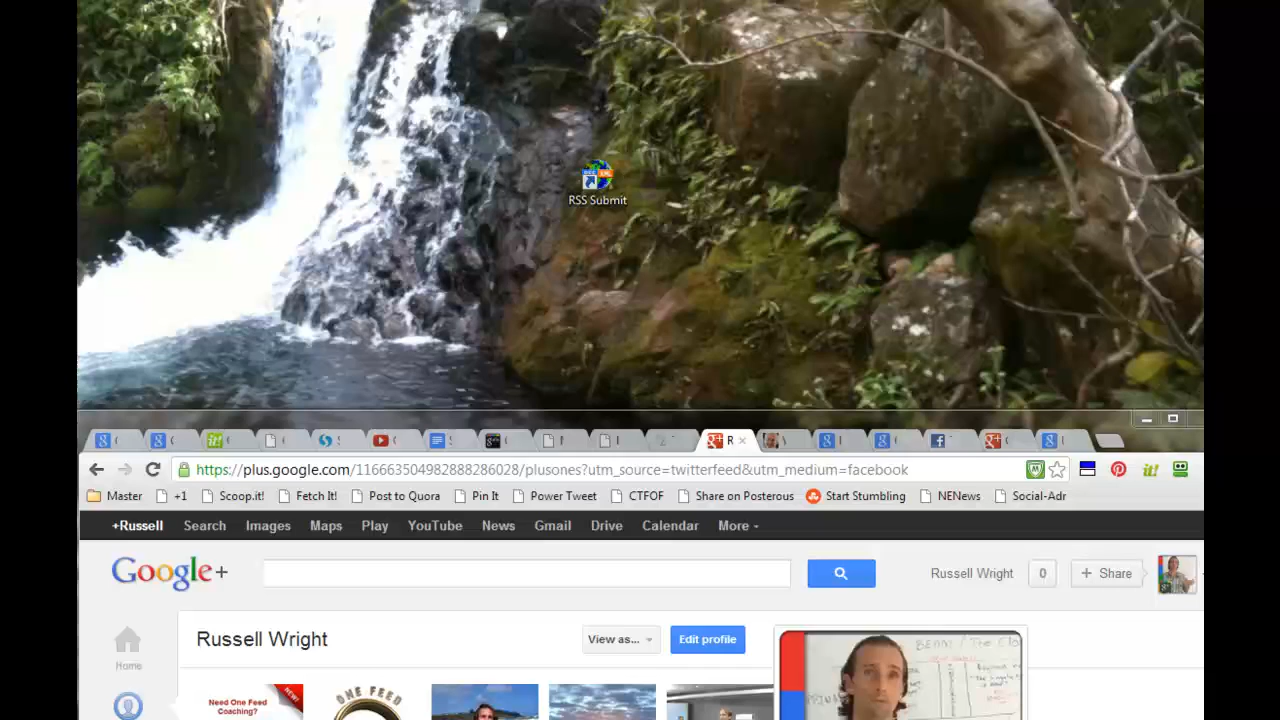 RSS Submit
R
https://plus.google.com/116635049828882 86028/plusones?utm_source=twitterfeed&utm_medium=facebook
Master +1 Scoop.it! Fetch It! Post to Quora Pin It Power Tweet CTFOF Share on Posterous Start Stumbling NENews Social-Adr
+Russell Search Images Maps Play YouTube News Gmail Drive Calendar More
Google+ Russell Wright 0 + Share
Russell Wright View as... Edit profile
Home
Need One Feed
Coaching?
NEW!
ONE FEED